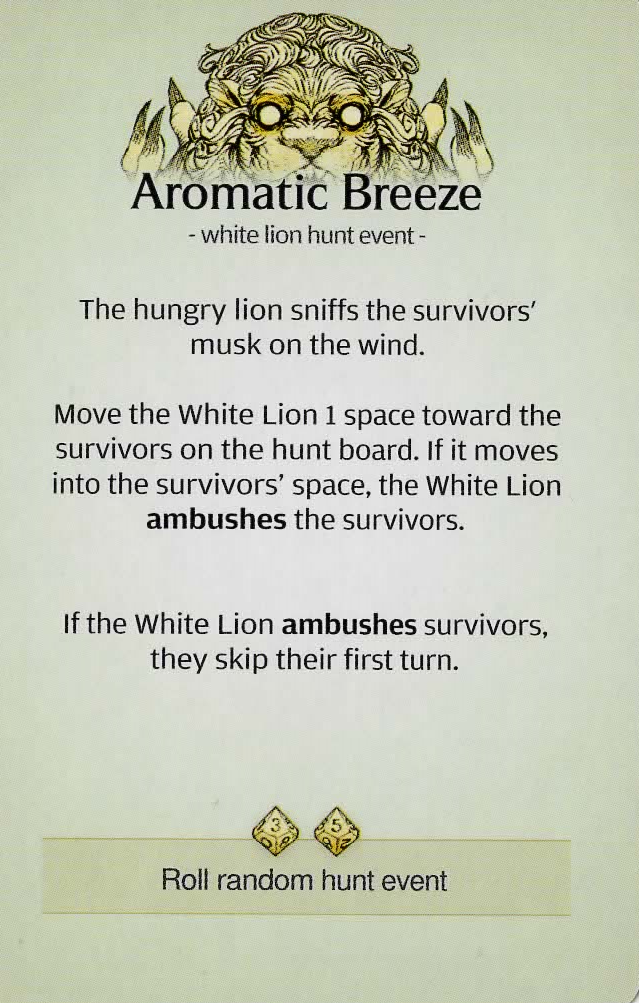 Aromatic Breeze
- white lion hunt event -
The hungry lion sniffs the survivors'
musk on the wind.
Move the White Lion 1 space toward the
survivors on the hunt board. If it moves
into the survivors' space, the White Lion
ambushes the survivors.
If the White Lion ambushes survivors,
they skip their first turn.
3 5
Roll random hunt event